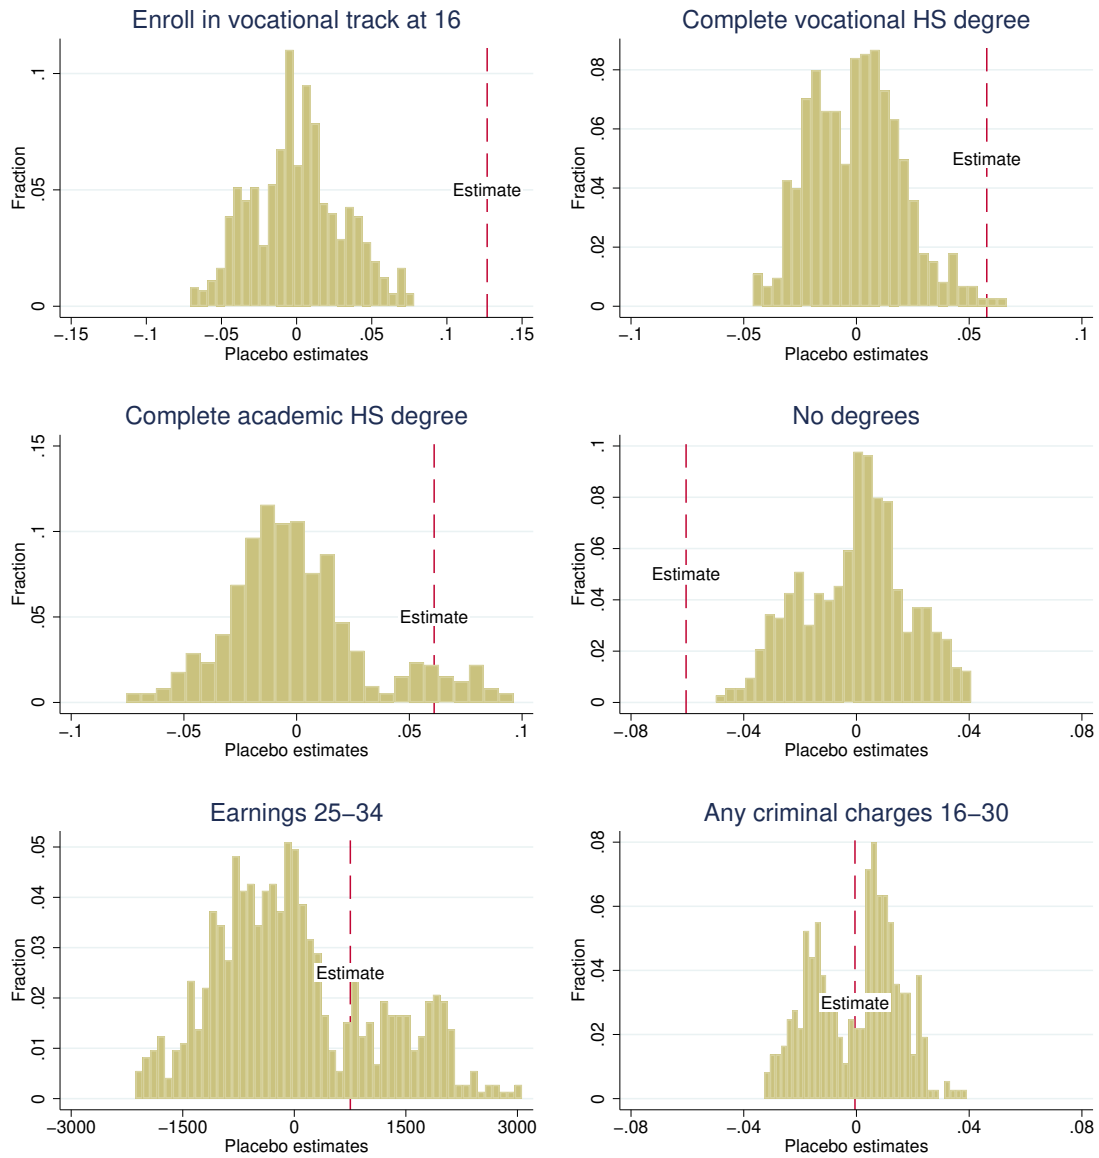 Enroll in vocational track at 16
Fraction
0
.05
.1
Estimate
−.15
−.1
−.05
0
.05
.1
.15
Placebo estimates
Complete vocational HS degree
Fraction
0
.02
.04
.06
.08
Estimate
−.1
−.05
0
.05
.1
Placebo estimates
Complete academic HS degree
Fraction
0
.05
.1
.15
Estimate
−.1
−.05
0
.05
.1
Placebo estimates
No degrees
Fraction
0
.02
.04
.06
.08
.1
Estimate
−.08
−.04
0
.04
.08
Placebo estimates
Earnings 25−34
Fraction
0
.01
.02
.03
.04
.05
Estimate
−3000
−1500
0
1500
3000
Placebo estimates
Any criminal charges 16−30
Fraction
0
.02
.04
.06
.08
Estimate
−.08
−.04
0
.04
.08
Placebo estimates